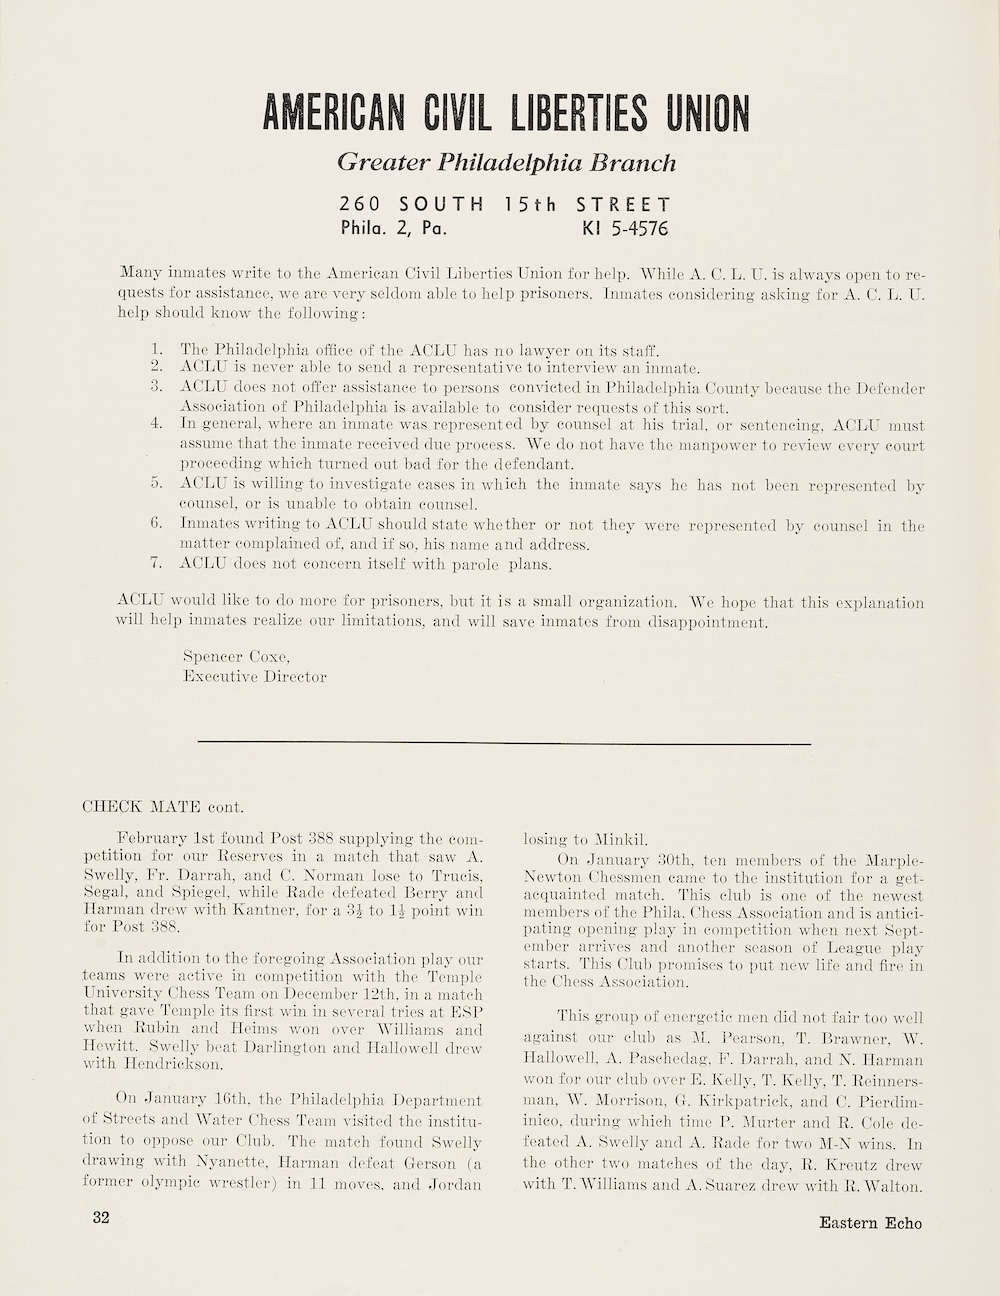 AMERICAN CIVIL LIBERTIES UNION
Greater Philadelphia Branch
260 SOUTH 15th STREET
Phila. 2, Pa. KI 5-4576
Many inmates write to the American Civil Liberties Union for help. While A. C. L. U. is always open to re-
quests for assistance, we are very seldom able to help prisoners. Inmates considering asking for A. C. L. U.
help should know the following:
1. The Philadelphia office of the ACLU has no lawyer on its staff.
2. ACLU is never able to send a representative to interview an inmate.
3. ACLU does not offer assistance to persons convicted in Philadelphia County because the Defender
Association of Philadelphia is available to consider requests of this sort.
4. In general, where an inmate was represented by counsel at his trial, or sentencing, ACLU must
assume that the inmate received due process. We do not have the manpower to review every court
proceeding which turned out bad for the defendant.
5. ACLU is willing to investigate cases in which the inmate says he has not been represented by
counsel, or is unable to obtain counsel.
6. Inmates writing to ACLU should state whether or not they were represented by counsel in the
matter complained of, and if so, his name and address.
7. ACLU does not concern itself with parole plans.
ACLU would like to do more for prisoners, but it is a small organization. We hope that this explanation
will help inmates realize our limitations, and will save inmates from disappointment.
Spencer Coxe,
Executive Director
CHECK MATE cont.
February 1st found Post 388 supplying the com-
petition for our Reserves in a match that saw A.
Swelly, Fr. Darrah, and C. Norman lose to Trucis,
Segal, and Spiegel, while Rade defeated Berry and
Harman drew with Kantner, for a 3½ to 1½ point win
for Post 388.
In addition to the foregoing Association play our
teams were active in competition with the Temple
University Chess Team on December 12th, in a match
that gave Temple its first win in several tries at ESP
when Rubin and Heims won over Williams and
Hewitt. Swelly beat Darlington and Hallowell drew
with Hendrickson.
On January 16th, the Philadelphia Department
of Streets and Water Chess Team visited the institu-
tion to oppose our Club. The match found Swelly
drawing with Nyanette, Harman defeat Gerson (a
former olympic wrestler) in 11 moves, and Jordan
losing to Minkil.
On January 30th, ten members of the Marple-
Newton Chessmen came to the institution for a get-
acquainted match. This club is one of the newest
members of the Phila. Chess Association and is antici-
pating opening play in competition when next Sept-
ember arrives and another season of League play
starts. This Club promises to put new life and fire in
the Chess Association.
This group of energetic men did not fair too well
against our club as M. Pearson, T. Brawner, W.
Hallowell, A. Paschedag, F. Darrah, and N. Harman
won for our club over E. Kelly, T. Kelly, T. Reinners-
man, W. Morrison, G. Kirkpatrick, and C. Pierdim-
inico, during which time P. Murter and R. Cole de-
feated A. Swelly and A. Rade for two M-N wins. In
the other two matches of the day, R. Kreutz drew
with T. Williams and A. Suarez drew with R. Walton.
32
Eastern Echo